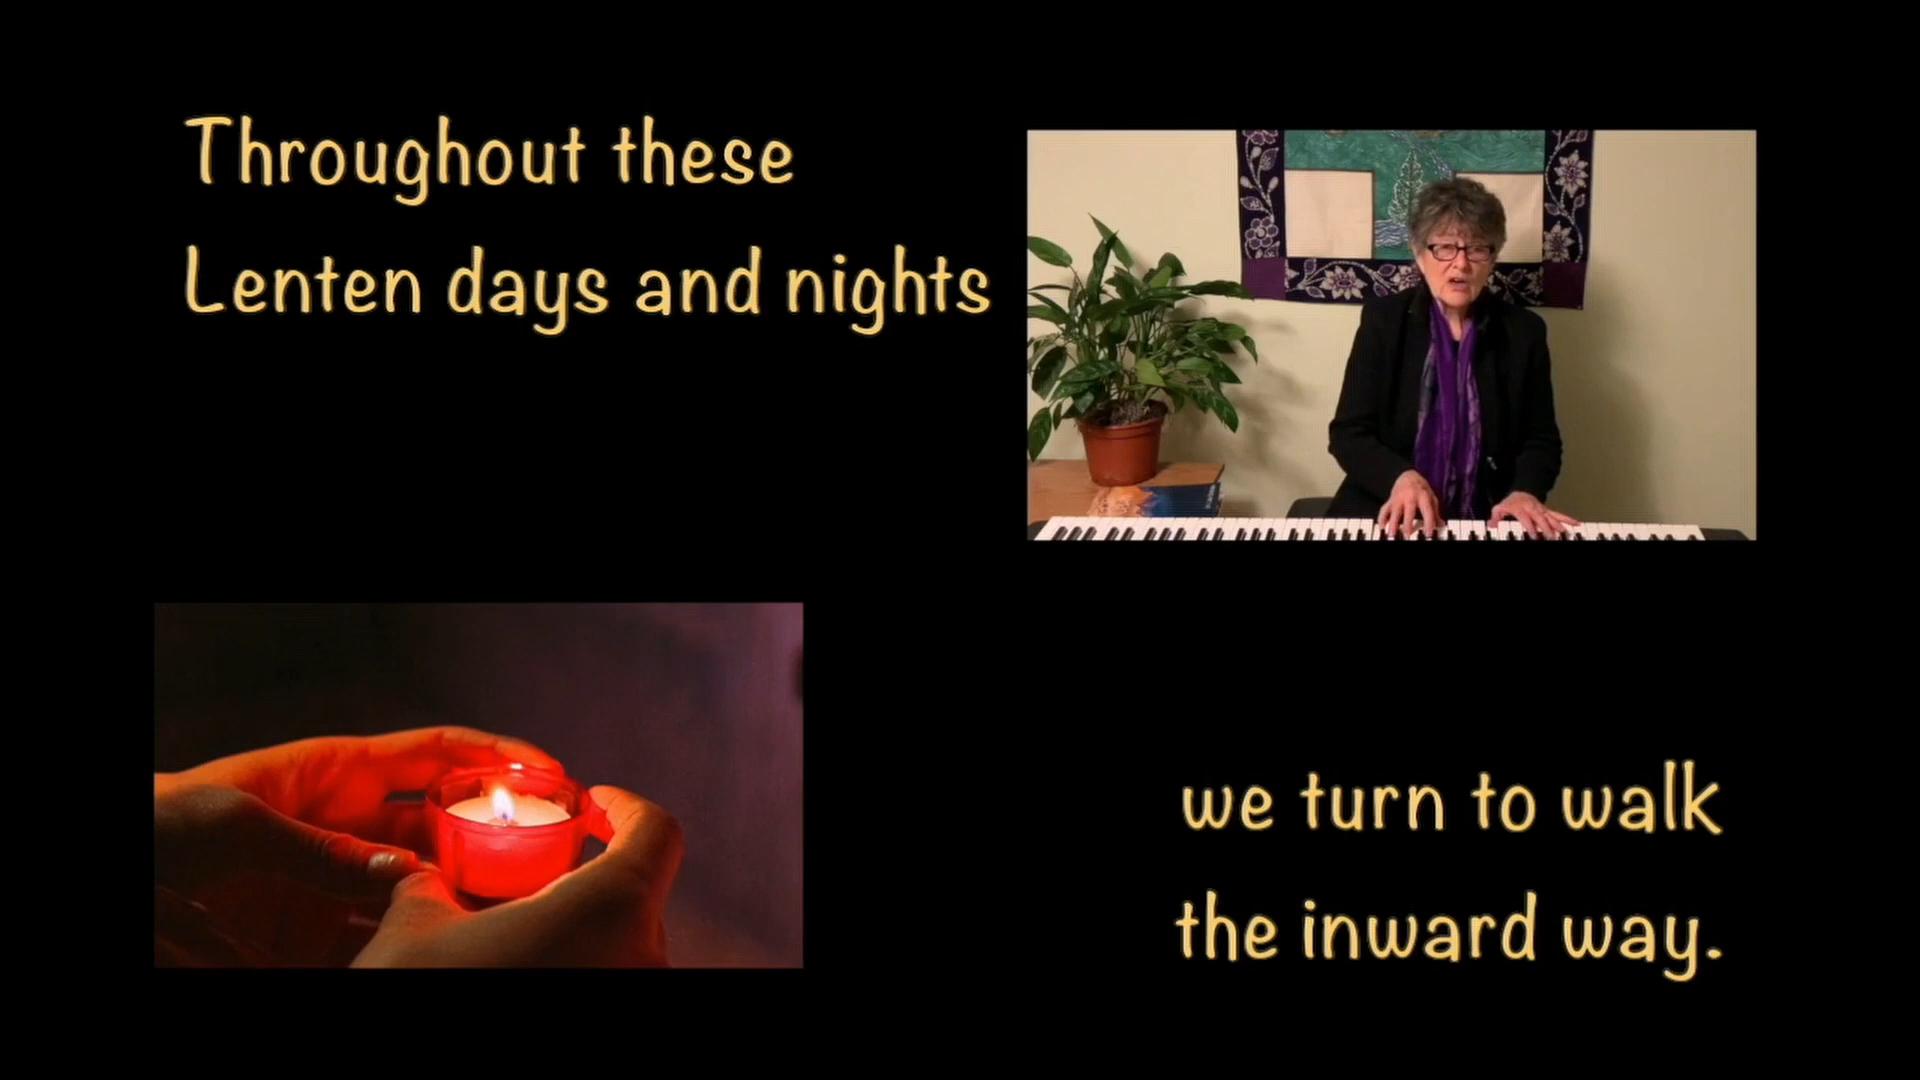 Throughout these
Lenten days and nights
we turn to walk
the inward way.